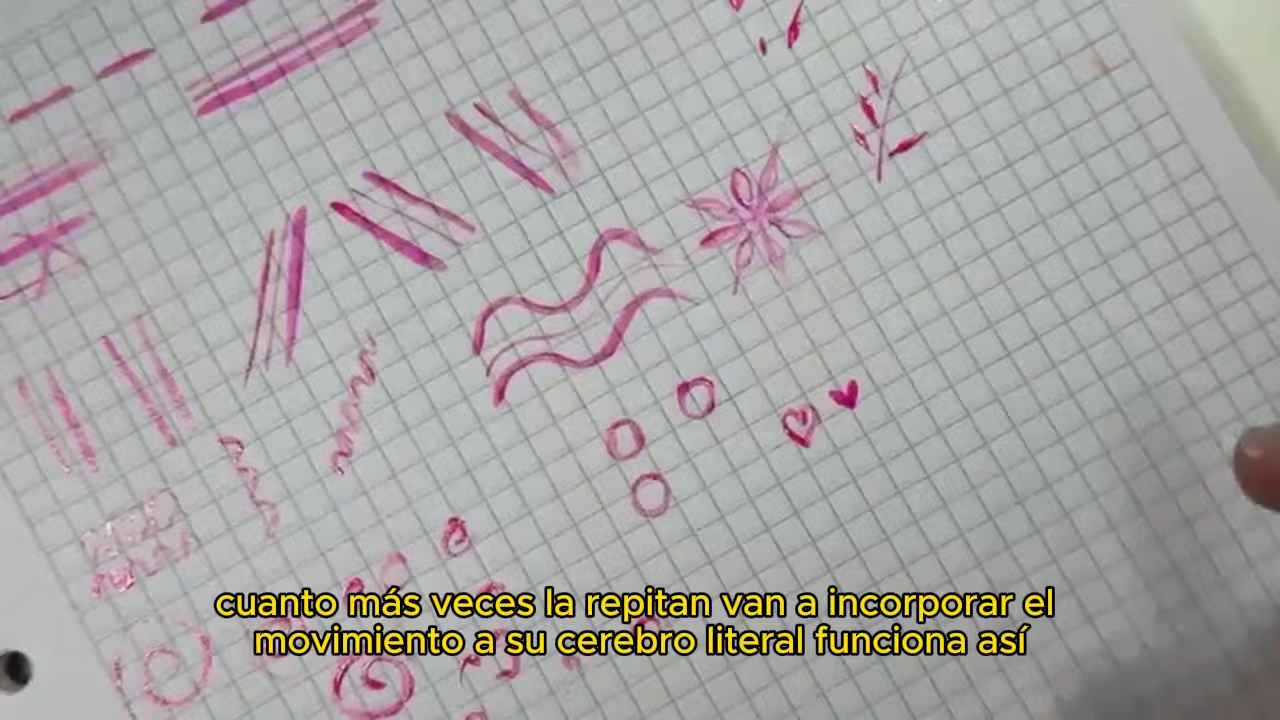 cuanto más veces la repitan van a incorporar el
movimiento a su cerebro literal funciona así